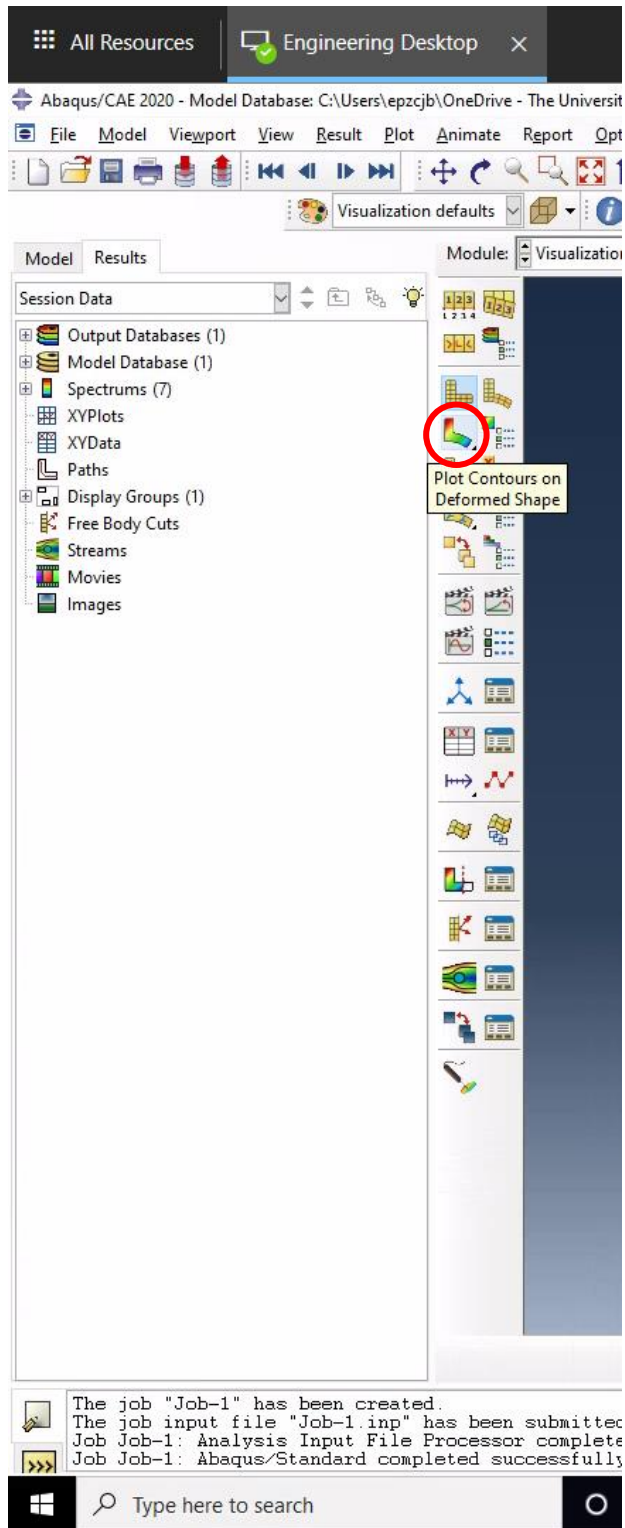 All Resources
Engineering Desktop
Abaqus/CAE 2020 - Model Database: C:\Users\epzcjb\OneDrive - The Universit
File Model Viewport View Result Plot Animate Report Opt
Visualization defaults
Model Results
Module: Visualization
Session Data
Output Databases (1)
Model Database (1)
Spectrums (7)
XYPlots
XYData
Paths
Display Groups (1)
Free Body Cuts
Streams
Movies
Images
Plot Contours on
Deformed Shape
The job "Job-1" has been created.
The job input file "Job-1.inp" has been submitted
Job Job-1: Analysis Input File Processor complete
Job Job-1: Abaqus/Standard completed successfully
>>>
Type here to search